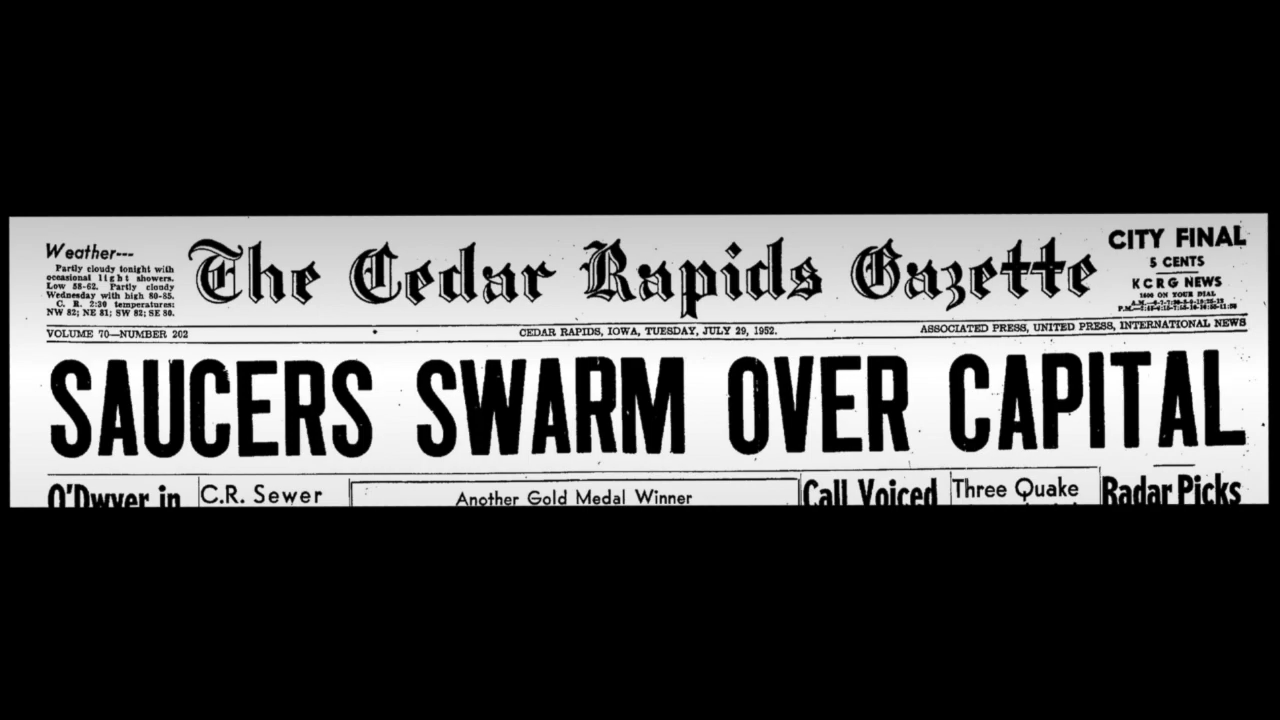 Weather---
Partly cloudy tonight with
occasional light showers.
Low 58-62. Partly cloudy
Wednesday with high 80-85.
C. R. 2:30 temperatures:
NW 82; NE 81; SW 82; SE 80.
The Cedar Rapids Gazette
CITY FINAL
5 CENTS
KCRG NEWS
1600 ON YOUR DIAL
VOLUME 70—NUMBER 202
CEDAR RAPIDS, IOWA, TUESDAY, JULY 29, 1952.
ASSOCIATED PRESS, UNITED PRESS, INTERNATIONAL NEWS
SAUCERS SWARM OVER CAPITAL
O'Dwyer in
C.R. Sewer
Another Gold Medal Winner
Call Voiced
Three Quake
Radar Picks